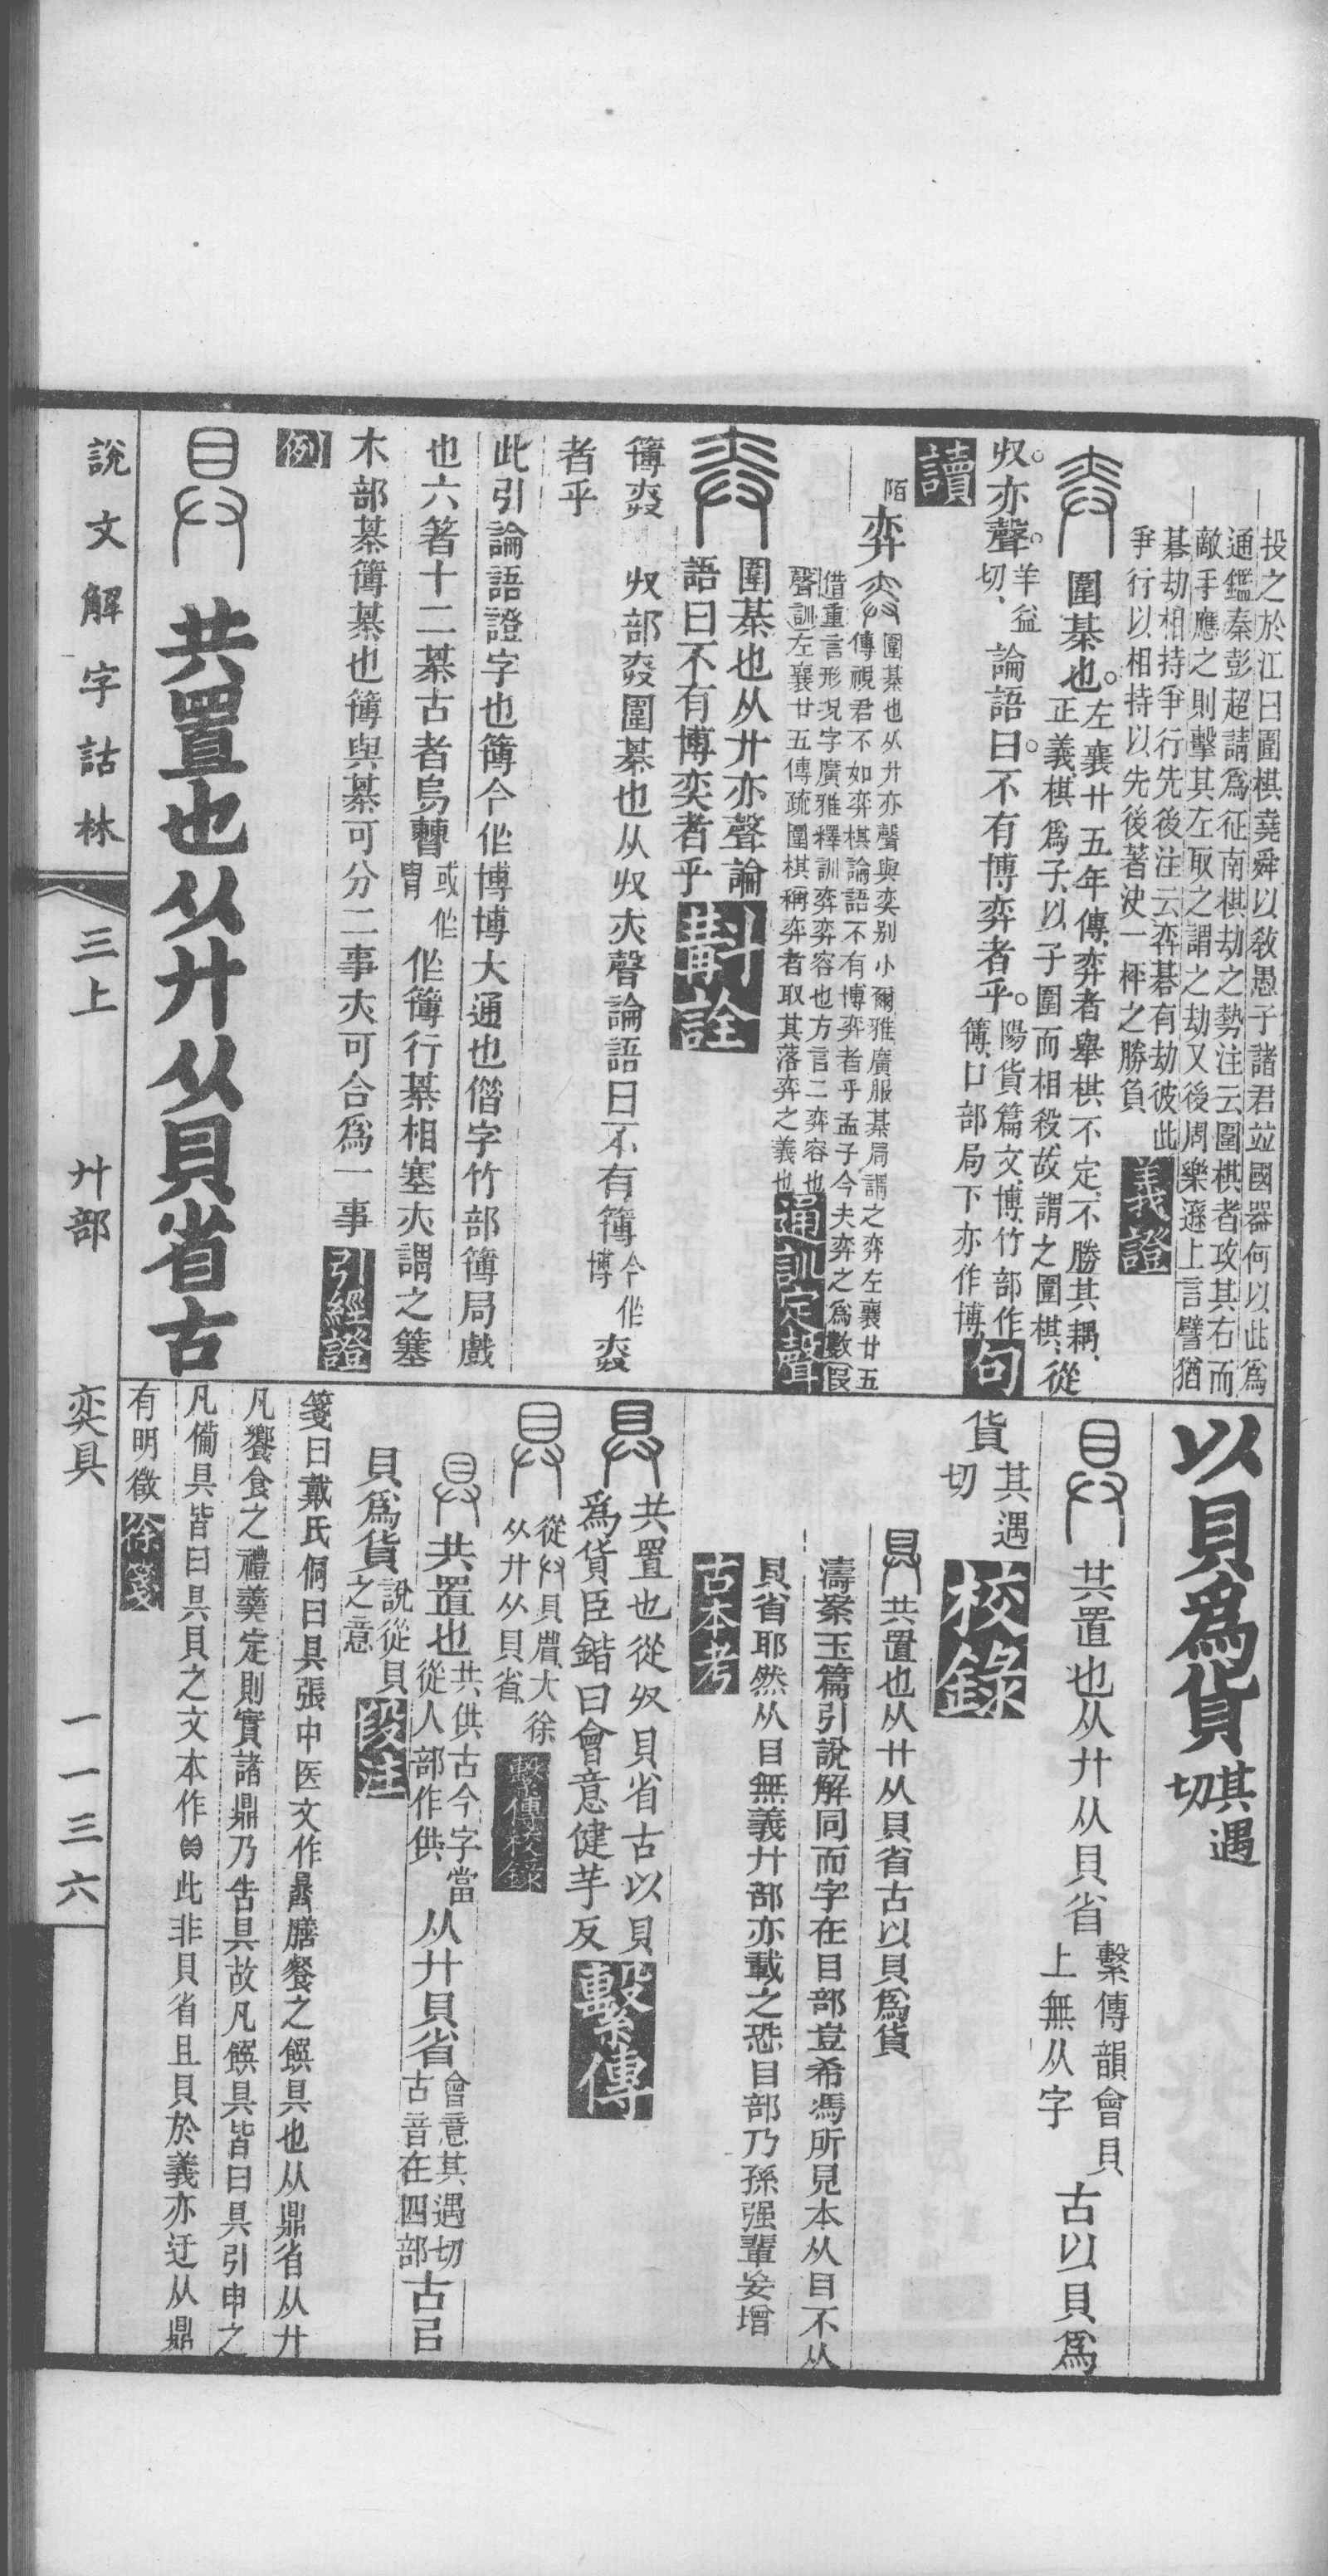 投之於江曰圍棋堯舜以敎愚子諸君竝國器何以此爲
通鑑秦彭超請爲征南棋劫之勢注云圍棋者攻其右而
敵手應之則擊其左取之謂之劫又後周樂遜上言譬猶
棊劫相持爭行先後注云弈棊有劫彼此
爭行以相持以先後著決一枰之勝負
義證
圍棊也。左襄廿五年傳、弈者舉棋不定、不勝其耦、
正義、棋爲子、以子圍而相殺、故謂之圍棋、從
収。亦聲。羊益
切、論語曰。不有博弈者乎。陽貨篇文、博、竹部作
簙、口部局下亦作博
句
讀
陌
弈圍棊也从廾亦聲與奕別小爾雅廣服棊局謂之弈左襄廿五
傳視君不如弈棋論語不有博弈者乎孟子今夫弈之爲數叚
借重言形況字廣雅釋訓弈弈容也方言二弈容也
聲訓左襄廿五傳疏圍棋稱弈者取其落弈之義也
通訓定聲
圍棊也从廾亦聲論
語曰不有博奕者乎
斠詮
簙
収部
圍棊也从収
聲論語曰不有簙今作
博
者乎
此引論語證字也簙今作博博大通也借字竹部簙局戲
也六箸十二棊古者烏曹或作
胄作簙行棊相塞
謂之簺
木部棊簙棊也簙與棊可分二事
可合爲一事
引經證
例
共置也从廾从貝省古
說文解字詁林
三上
廾部
奕具
一一三六
以貝爲貨其遇
切
共置也从廾从貝省繫傳韻會貝
上無从字古以貝爲
貨其遇
切
校錄
共置也从廾从貝省古以貝爲貨
濤案玉篇引說解同而字在目部豈希馮所見本从目不从
貝省耶然从目無義廾部亦載之恐目部乃孫强輩妄增
古本考
共置也從収貝省古以貝
爲貨臣鍇曰會意健芋反
繫傳
從
貝
大徐
从廾从貝省
繫傳校錄
共置也共供古今字當
從人部作供从廾貝省會意其遇切
古音在四部古㠯
貝爲貨說從貝
之意
段注
箋曰戴氏侗曰具張中医文作
膳餐之饌具也从鼎省从廾
凡饗食之禮羹定則實諸鼎乃告具故凡饌具皆曰具引申之
凡備具皆曰具貝之文本作
此非貝省且貝於義亦迂从鼎
有明徵
徐箋